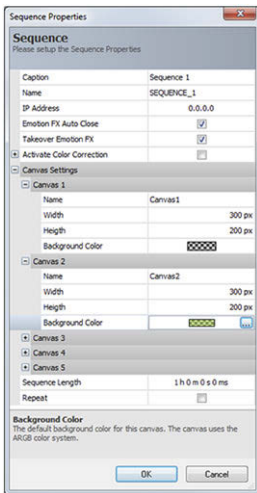 Sequence Properties
Sequence
Please setup the Sequence Properties
Caption Sequence 1
Name SEQUENCE_1
IP Address 0.0.0.0
Emotion FX Auto Close
Takeover Emotion FX
Activate Color Correction
Canvas Settings
Canvas 1
Name Canvas1
Width 300 px
Heigth 200 px
Background Color
Canvas 2
Name Canvas2
Width 300 px
Heigth 200 px
Background Color ...
Canvas 3
Canvas 4
Canvas 5
Sequence Length 1 h 0 m 0 s 0 ms
Repeat
Background Color
The default background color for this canvas. The canvas uses the
ARGB color system.
OK Cancel